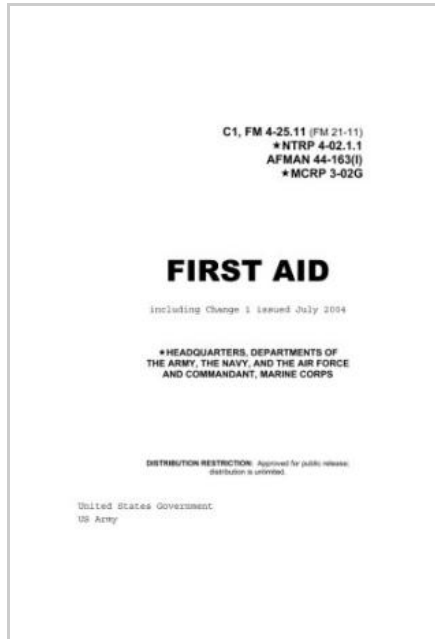 C1, FM 4-25.11 (FM 21-11)
★NTRP 4-02.1.1
AFMAN 44-163(I)
★MCRP 3-02G
FIRST AID
including Change 1 issued July 2004
★HEADQUARTERS, DEPARTMENTS OF
THE ARMY, THE NAVY, AND THE AIR FORCE
AND COMMANDANT, MARINE CORPS
DISTRIBUTION RESTRICTION: Approved for public release;
distribution is unlimited.
United States Government
US Army